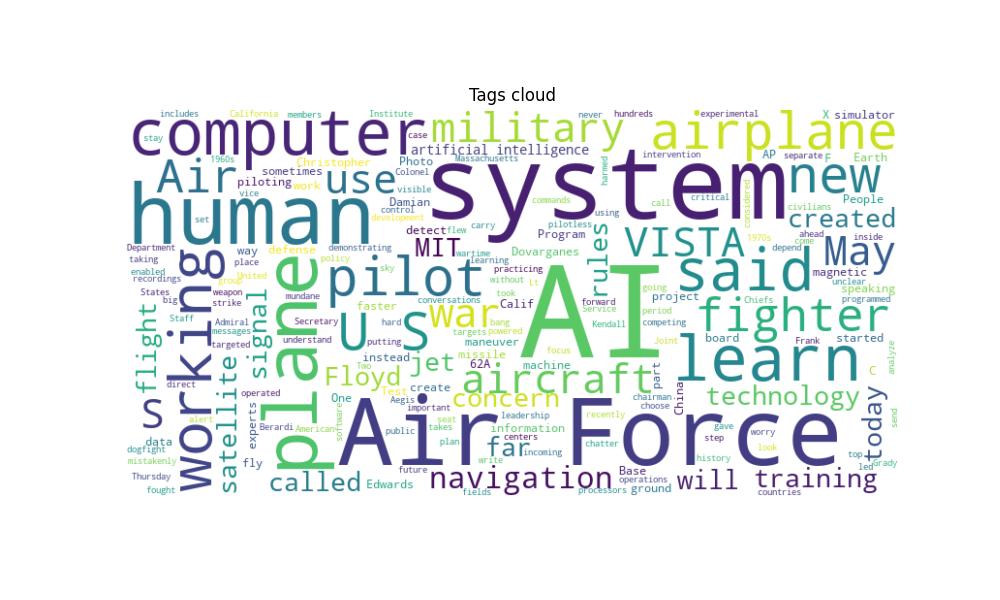 Tags cloud
includes California members Institute never hundreds experimental X simulator
computer military airplane
stay case artificial intelligence
1960s Christopher Photo Massachusetts intervention AP separate F Earth
Air sometimes Colonel system harmed new
piloting work use visible commands call considered critical civilians People
vice Damian using created
human control
set development detect flew carry pilotless rules VISTA 1970s ahead inside
Department way demonstrating MIT wartime Program depend come May
taking place defense policy learning Dovarganes said
enabled United sky practicing going magnetic unclear
recordings group pilot without Lt project Chiefs speaking
States big weapon mundane faster conversations took Calif forward period programmed published
working strike signal war Service fighter
Staff Admiral Secretary U S bang AI Kendall competing Joint Frank started
messages understand hard targets powered board
flight targeted plane putting maneuver focus learn C analyze
instead jet missile machine part
direct satellite Floyd 62A aircraft chairman
operated Two create concern China choose technology
S experts One Test Aegis important leadership recently gave today send
alert Berardi American software public seat takes information chatter step worry
data Air Force
dogfight plan far centers incoming history look top
mistakenly fly write led Grady
Thursday future navigation Base operations will training
fought called Edwards fields processors ground countries